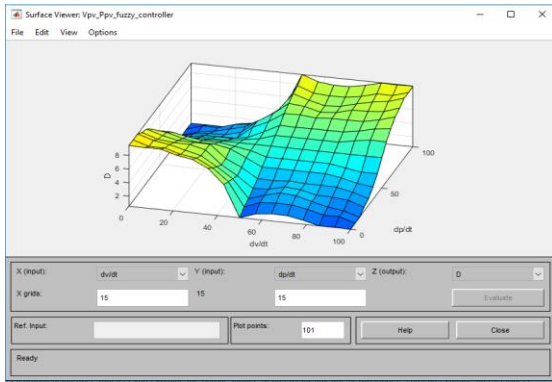 Surface Viewer: Vpv_Ppv_fuzzy_controller
File Edit View Options
8
6
4
2
D
0
20
40
60
80
100
dv/dt
0
50
100
dp/dt
X (input): dv/dt Y (input): dp/dt Z (output): D
X grids: 15 15 15 Evaluate
Ref. Input: Plot points: 101 Help Close
Ready